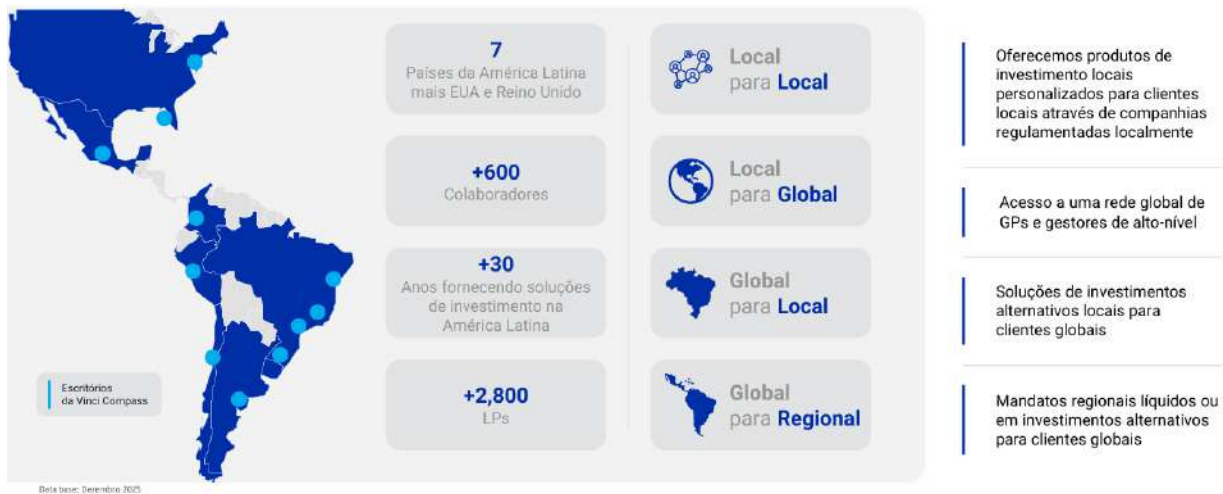 7
Países da América Latina
mais EUA e Reino Unido
+600
Colaboradores
+30
Anos fornecendo soluções
de investimento na
América Latina
+2,800
LPs
Local
para Local
Local
para Global
Global
para Local
Global
para Regional
Oferecemos produtos de
investimento locais
personalizados para clientes
locais através de companhias
regulamentadas localmente
Acesso a uma rede global de
GPs e gestores de alto-nível
Soluções de investimentos
alternativos locais para
clientes globais
Mandatos regionais líquidos ou
em investimentos alternativos
para clientes globais
Escritórios
da Vinci Compass
base: 2025